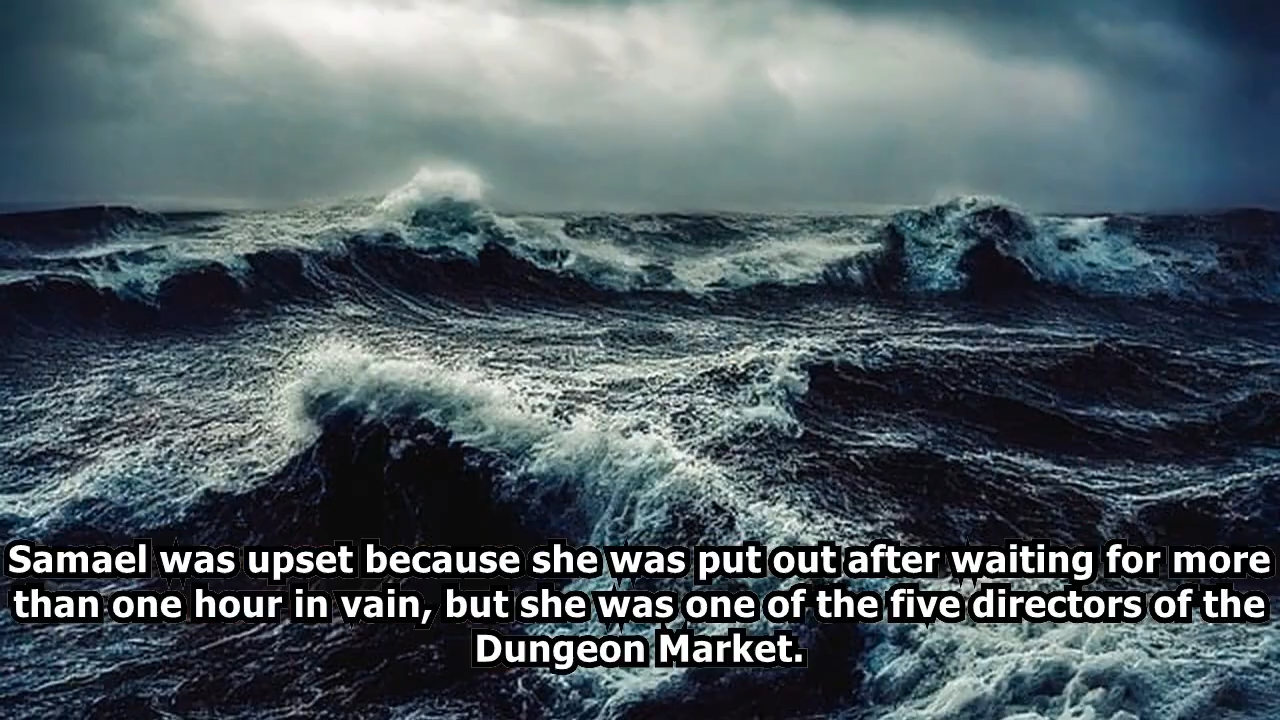 Samael was upset because she was put out after waiting for more
than one hour in vain, but she was one of the five directors of the
Dungeon Market.